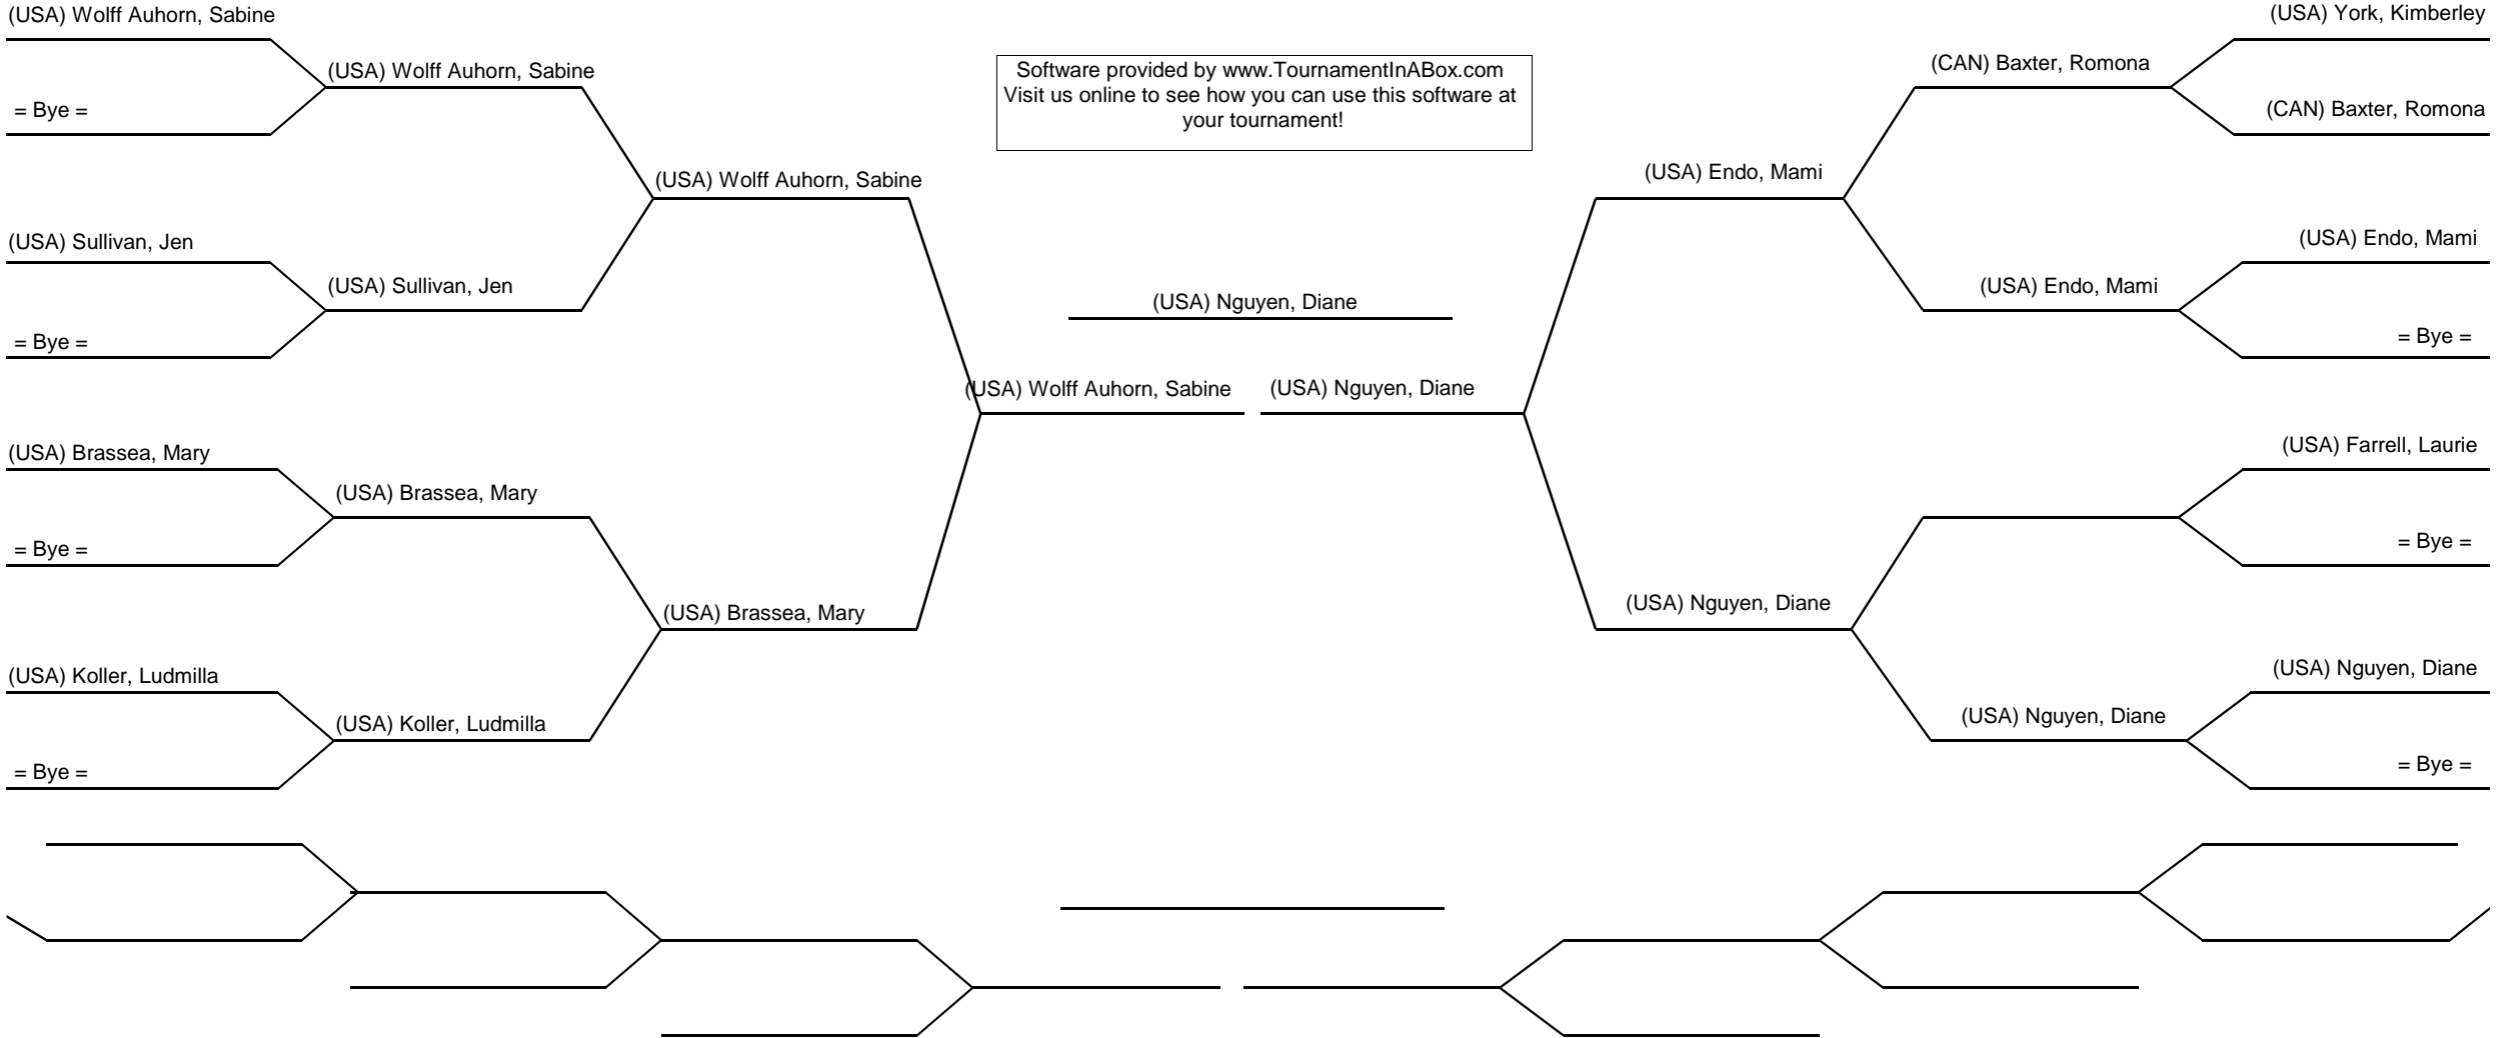 (USA) Wolff Auhorn, Sabine
= Bye =
(USA) Sullivan, Jen
= Bye =
(USA) Brassea, Mary
= Bye =
(USA) Koller, Ludmilla
= Bye =
(USA) Wolff Auhorn, Sabine
(USA) Sullivan, Jen
(USA) Brassea, Mary
(USA) Koller, Ludmilla
(USA) Wolff Auhorn, Sabine
(USA) Brassea, Mary
Software provided by www.TournamentInABox.com
Visit us online to see how you can use this software at
your tournament!
(USA) Nguyen, Diane
(USA) Wolff Auhorn, Sabine
(USA) Nguyen, Diane
(USA) Endo, Mami
(USA) Nguyen, Diane
(CAN) Baxter, Romona
(USA) Endo, Mami
(USA) Nguyen, Diane
(USA) York, Kimberley
(CAN) Baxter, Romona
(USA) Endo, Mami
= Bye =
(USA) Farrell, Laurie
= Bye =
(USA) Nguyen, Diane
= Bye =